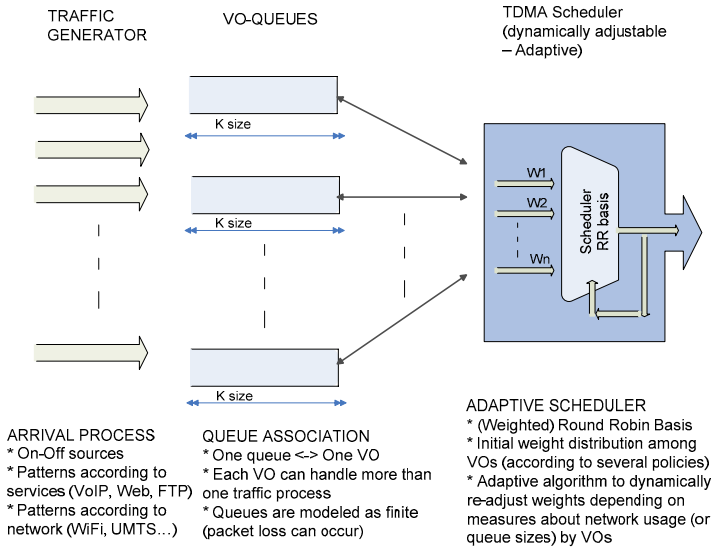 TRAFFIC
GENERATOR
VO-QUEUES
TDMA Scheduler
(dynamically adjustable
– Adaptive)
K size
K size
K size
W1
W2
Wn
Scheduler
RR basis
ARRIVAL PROCESS
* On-Off sources
* Patterns according to
services (VoIP, Web, FTP)
* Patterns according to
network (WiFi, UMTS…)
QUEUE ASSOCIATION
* One queue <-> One VO
* Each VO can handle more than
one traffic process
* Queues are modeled as finite
(packet loss can occur)
ADAPTIVE SCHEDULER
* (Weighted) Round Robin Basis
* Initial weight distribution among
VOs (according to several policies)
* Adaptive algorithm to dynamically
re-adjust weights depending on
measures about network usage (or
queue sizes) by VOs